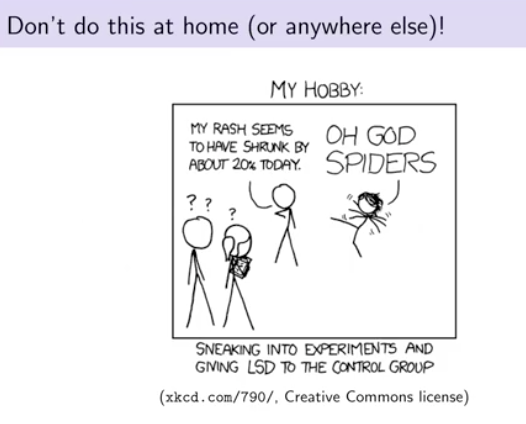 Don't do this at home (or anywhere else)!
MY HOBBY:
MY RASH SEEMS
TO HAVE SHRUNK BY
ABOUT 20% TODAY.
OH GOD
SPIDERS
? ?
?
SNEAKING INTO EXPERIMENTS AND
GIVING LSD TO THE CONTROL GROUP
(xkcd.com/790/, Creative Commons license)